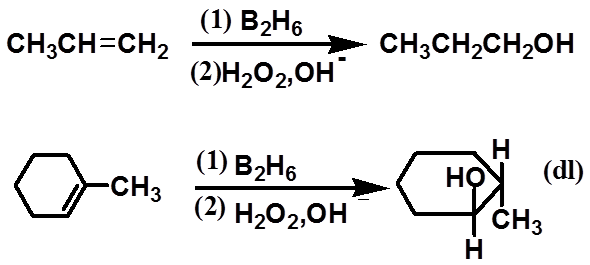 (1) B₂H₆
CH₃CH=CH₂ CH₃CH₂CH₂OH
(2)H₂O₂,OH⁻
(1) B₂H₆ H
CH₃ HO (dl)
(2) H₂O₂,OH⁻ CH₃
H